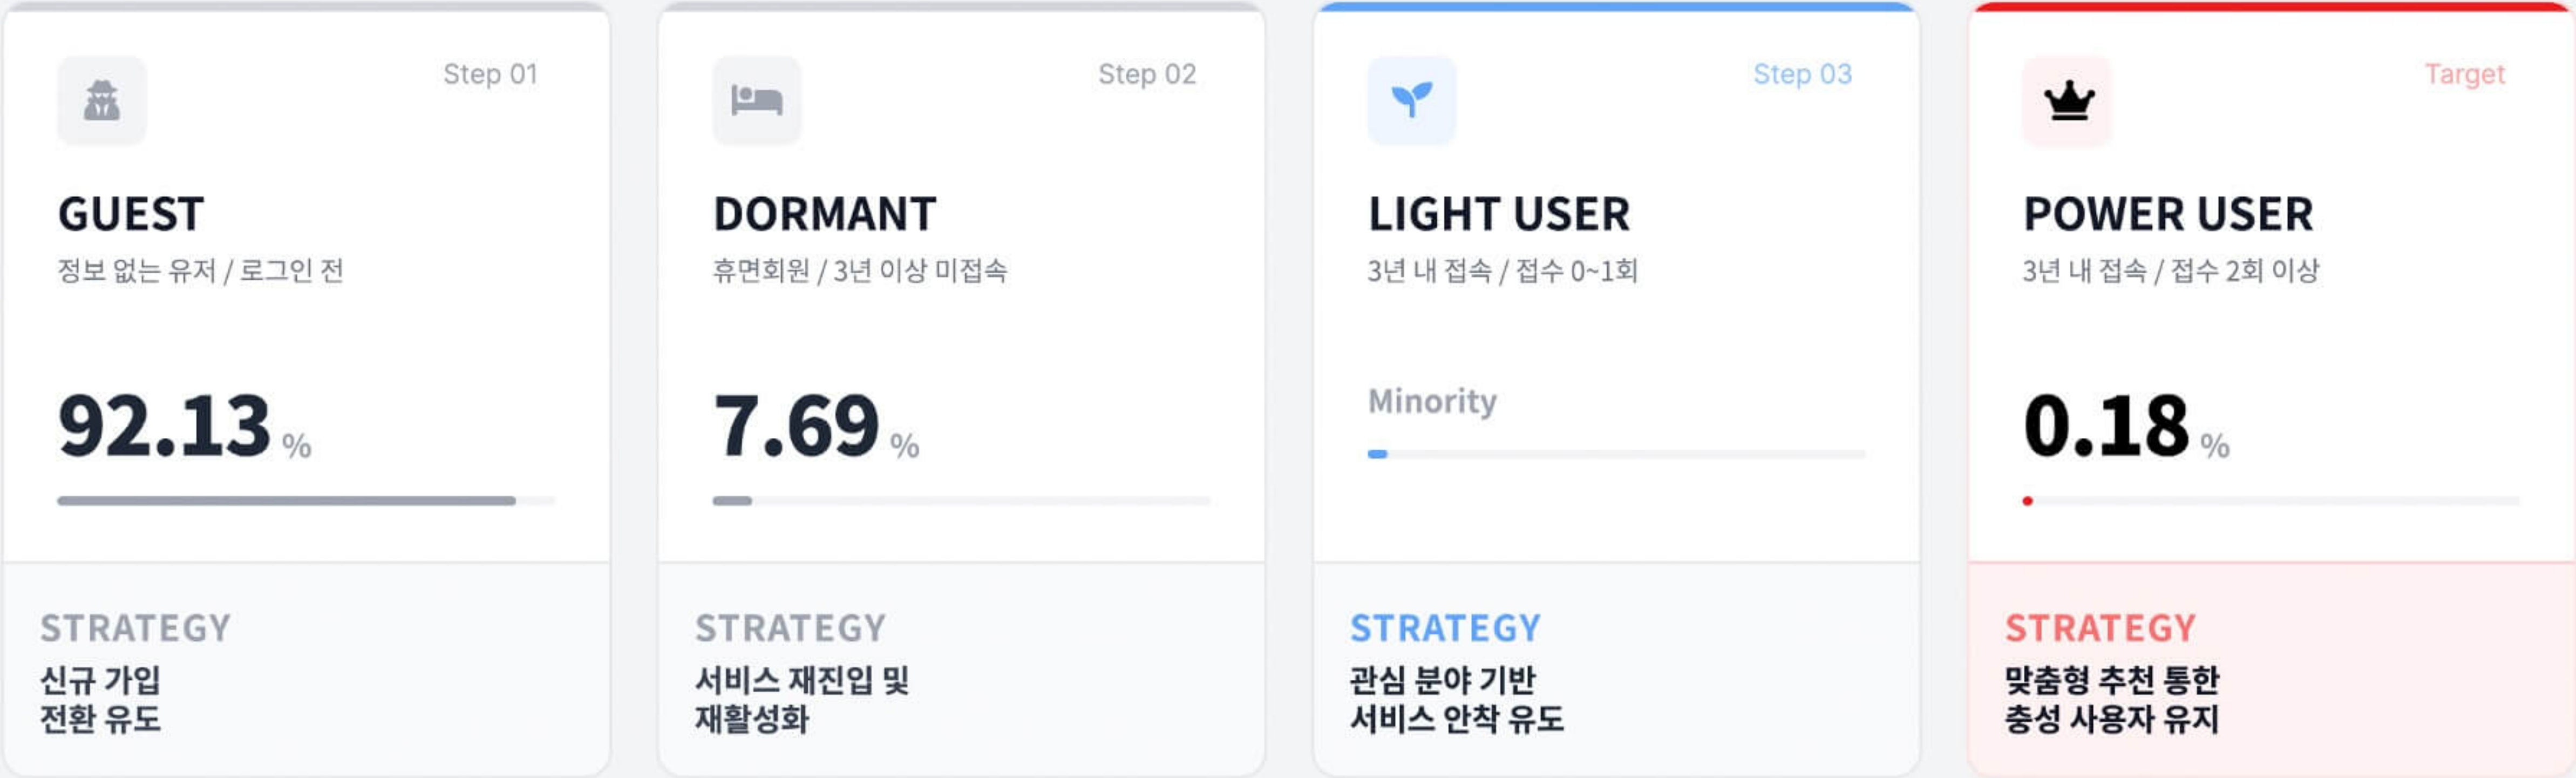 Step 01
GUEST
정보 없는 유저 / 로그인 전
92.13 %
STRATEGY
신규 가입
전환 유도
Step 02
DORMANT
휴면회원 / 3년 이상 미접속
7.69 %
STRATEGY
서비스 재진입 및
재활성화
Step 03
LIGHT USER
3년 내 접속 / 접수 0~1회
Minority
STRATEGY
관심 분야 기반
서비스 안착 유도
Target
POWER USER
3년 내 접속 / 접수 2회 이상
0.18 %
STRATEGY
맞춤형 추천 통한
충성 사용자 유지